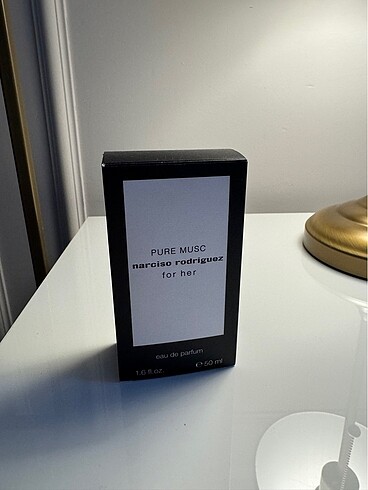 PURE MUSC
narciso rodriguez
for her
eau de parfum
1.6 fl.oz. ℮ 50 ml